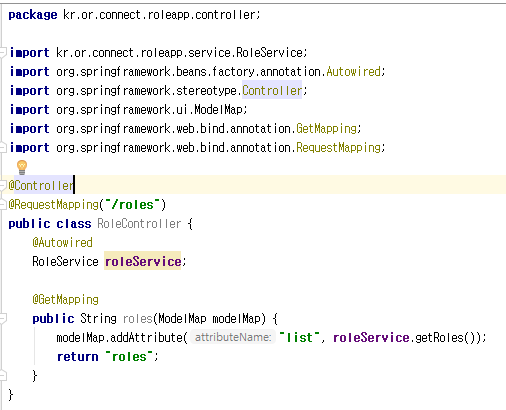 package kr.or.connect.roleapp.controller;
import kr.or.connect.roleapp.service.RoleService;
import org.springframework.beans.factory.annotation.Autowired;
import org.springframework.stereotype.Controller;
import org.springframework.ui.ModelMap;
import org.springframework.web.bind.annotation.GetMapping;
import org.springframework.web.bind.annotation.RequestMapping;
@Controller
@RequestMapping("/roles")
public class RoleController {
@Autowired
RoleService roleService;
@GetMapping
public String roles(ModelMap modelMap) {
modelMap.addAttribute( attributeName: "list", roleService.getRoles());
return "roles";
}
}